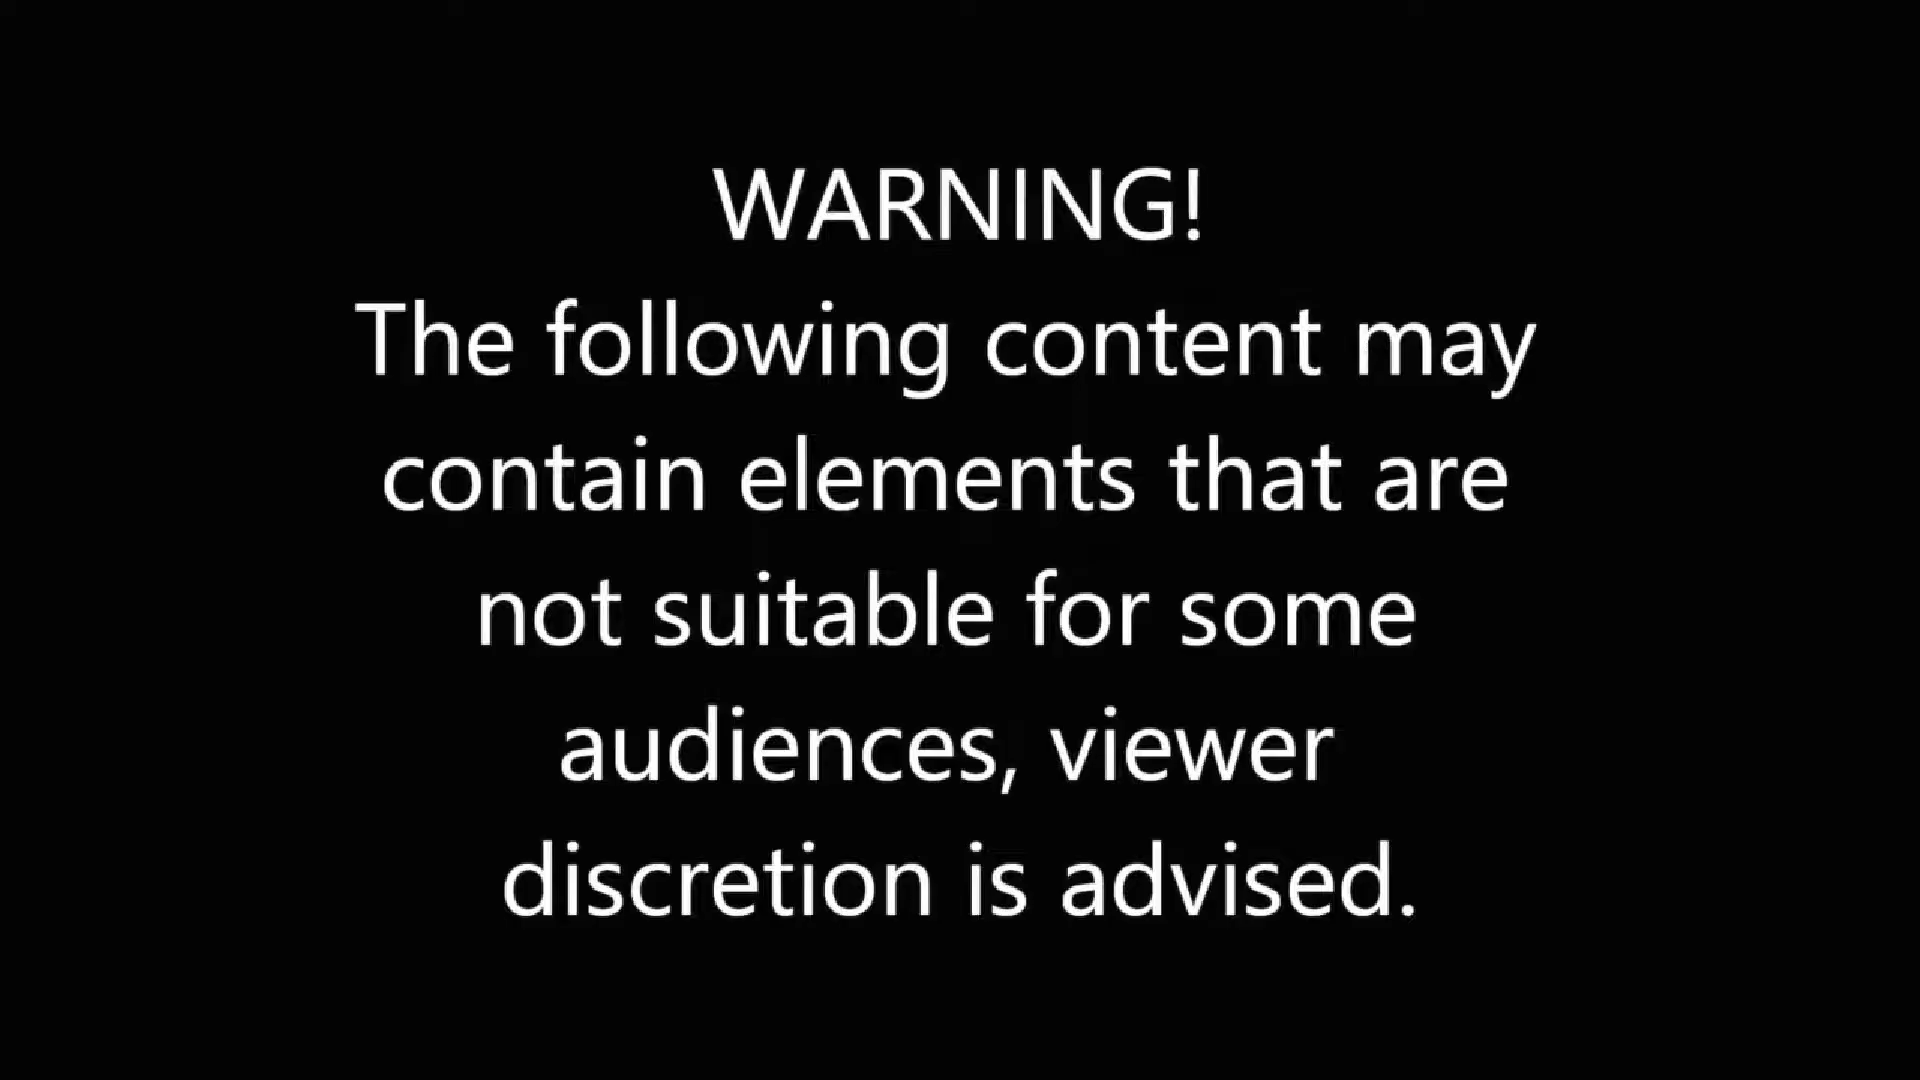 WARNING!
The following content may
contain elements that are
not suitable for some
audiences, viewer
discretion is advised.